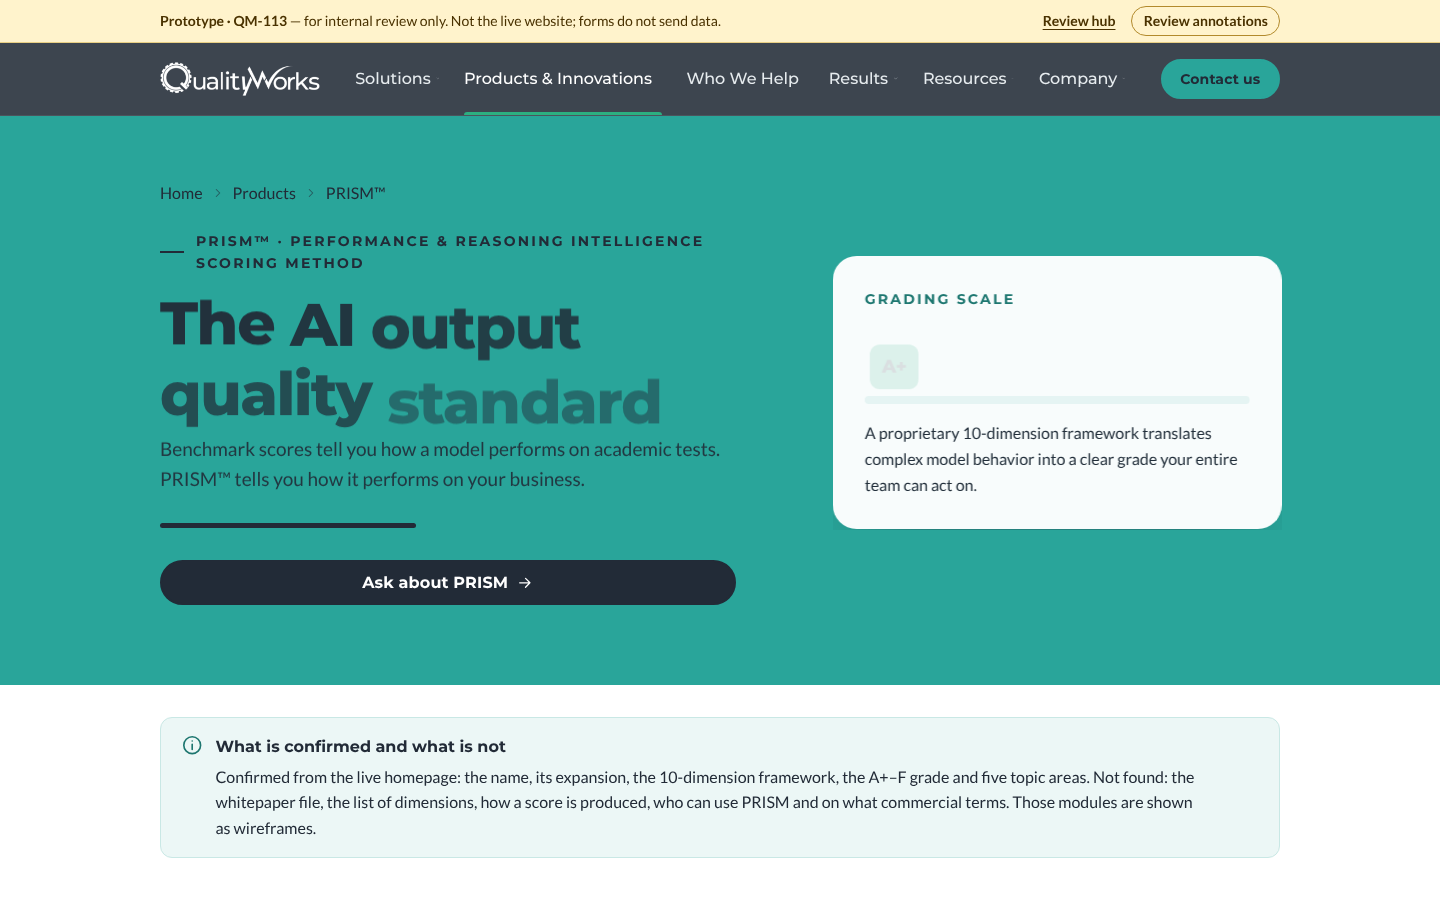 Prototype · QM-113 — for internal review only. Not the live website; forms do not send data.
Review hub
Review annotations
QualityWorks
Solutions
Products & Innovations
Who We Help
Results
Resources
Company
Contact us
Home > Products > PRISM™
PRISM™ · PERFORMANCE & REASONING INTELLIGENCE
SCORING METHOD
The AI output
quality standard
Benchmark scores tell you how a model performs on academic tests.
PRISM™ tells you how it performs on your business.
Ask about PRISM →
GRADING SCALE
A+
A proprietary 10-dimension framework translates
complex model behavior into a clear grade your entire
team can act on.
What is confirmed and what is not
Confirmed from the live homepage: the name, its expansion, the 10-dimension framework, the A+–F grade and five topic areas. Not found: the
whitepaper file, the list of dimensions, how a score is produced, who can use PRISM and on what commercial terms. Those modules are shown
as wireframes.